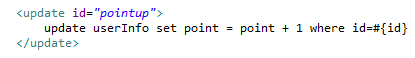 <update id="pointup">
update userInfo set point = point + 1 where id=#{id}
</update>